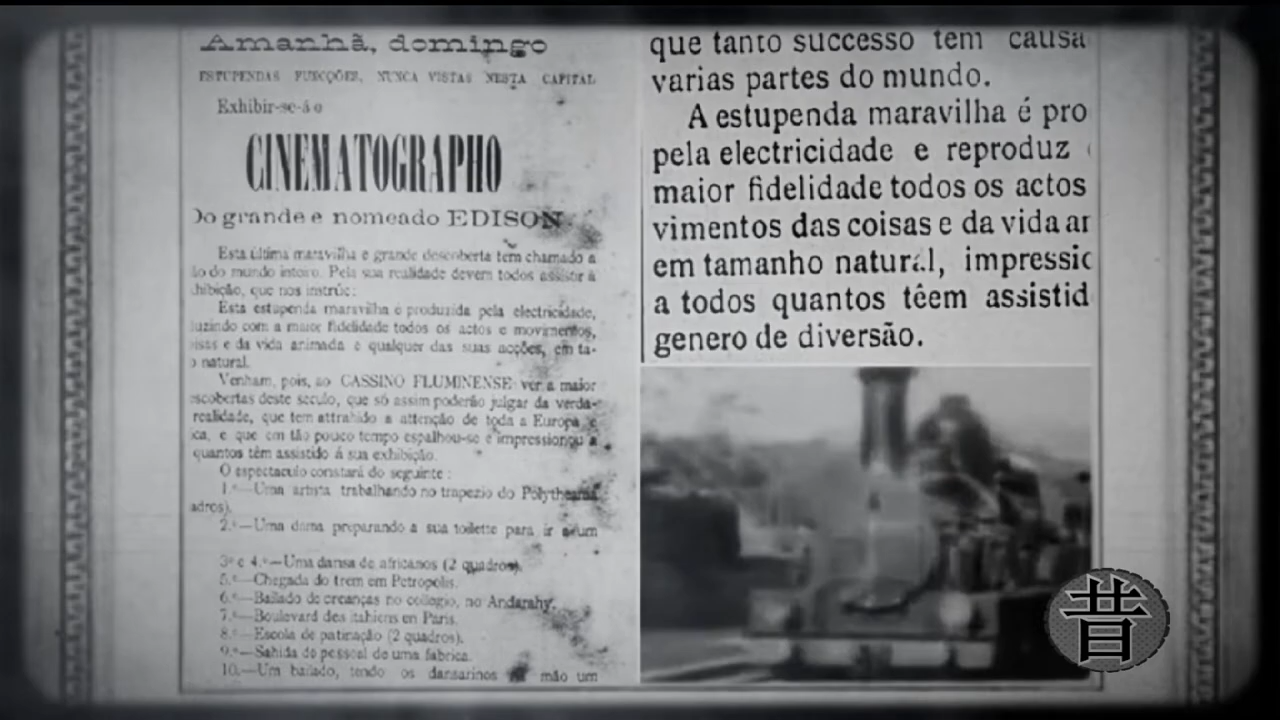 Amanhã, domingo
ESTUPENDAS FUNCÇÕES, NUNCA VISTAS NESTA CAPITAL
Exhibir-se-á o
CINEMATOGRAPHO
Do grande e nomeado EDISON
Esta última maravilha e grande descoberta tem chamado a
ão do mundo inteiro. Pela sua realidade devem todos assistir á
hibição, que nos instrúe:
Esta estupenda maravilha é produzida pela electricidade,
uzindo com a maior fidelidade todos os actos e movimentos,
oisas e da vida animada e qualquer das suas acções, em ta-
o natural.
Venham, pois, ao CASSINO FLUMINENSE ver a maior
escobertas deste seculo, que só assim poderão julgar da verda-
realidade, que tem attrahido a attenção de toda a Europa e
ica, e que em tão pouco tempo espalhou-se e impressionou a
quantos têm assistido á sua exhibição.
O espectaculo constará do seguinte :
1.º—Uma artista trabalhando no trapezio do Polytheama
adros).
2.º—Uma dama preparando a sua toilette para ir a um
3º e 4.º—Uma dansa de africanos (2 quadros).
5.º—Chegada do trem em Petropolis.
6.º—Bailado de creanças no collegio, no Andarahy.
7.º—Boulevard des italiens en Paris.
8.º—Escola de patinação (2 quadros).
9.º—Sahida do pessoal de uma fabrica.
10.—Um bailado, tendo os dansarinos na mão um
que tanto successo tem causa
varias partes do mundo.
A estupenda maravilha é pro
pela electricidade e reproduz
maior fidelidade todos os actos
vimentos das coisas e da vida ar
em tamanho natural, impressic
a todos quantos têem assistid
genero de diversão.
昔